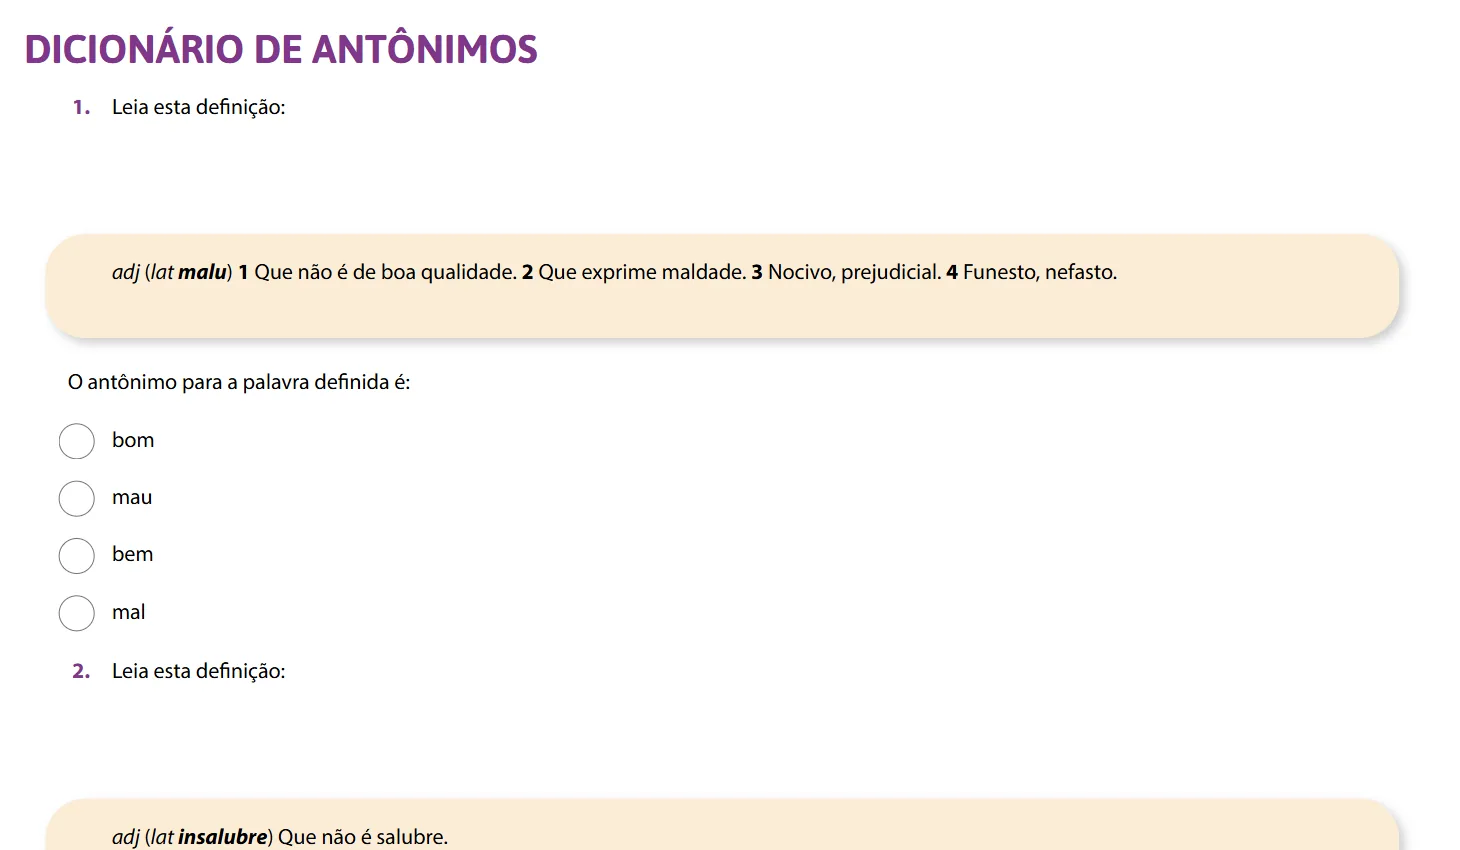 DICIONÁRIO DE ANTÔNIMOS
1. Leia esta definição:
adj (lat malu) 1 Que não é de boa qualidade. 2 Que exprime maldade. 3 Nocivo, prejudicial. 4 Funesto, nefasto.
O antônimo para a palavra definida é:
bom
mau
bem
mal
2. Leia esta definição:
adj (lat insalubre) Que não é salubre.